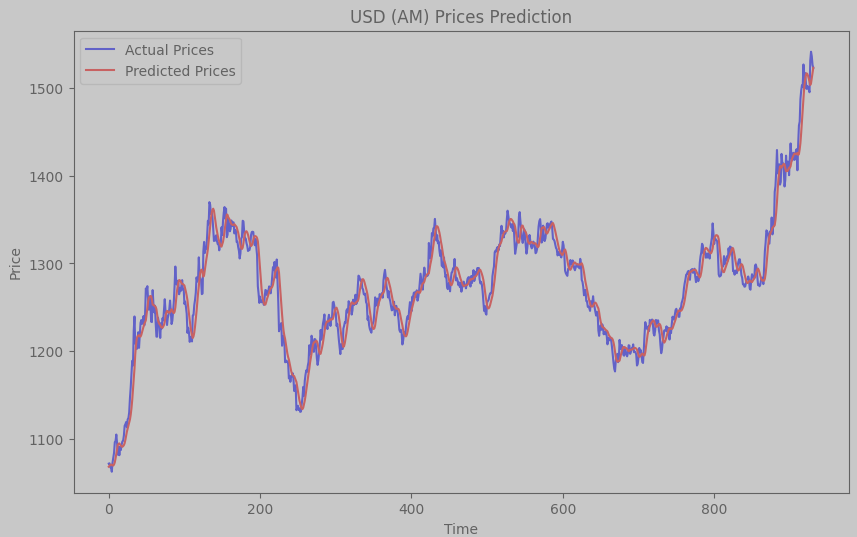 USD (AM) Prices Prediction
Actual Prices
Predicted Prices
Price
1500
1400
1300
1200
1100
0 200 400 600 800
Time